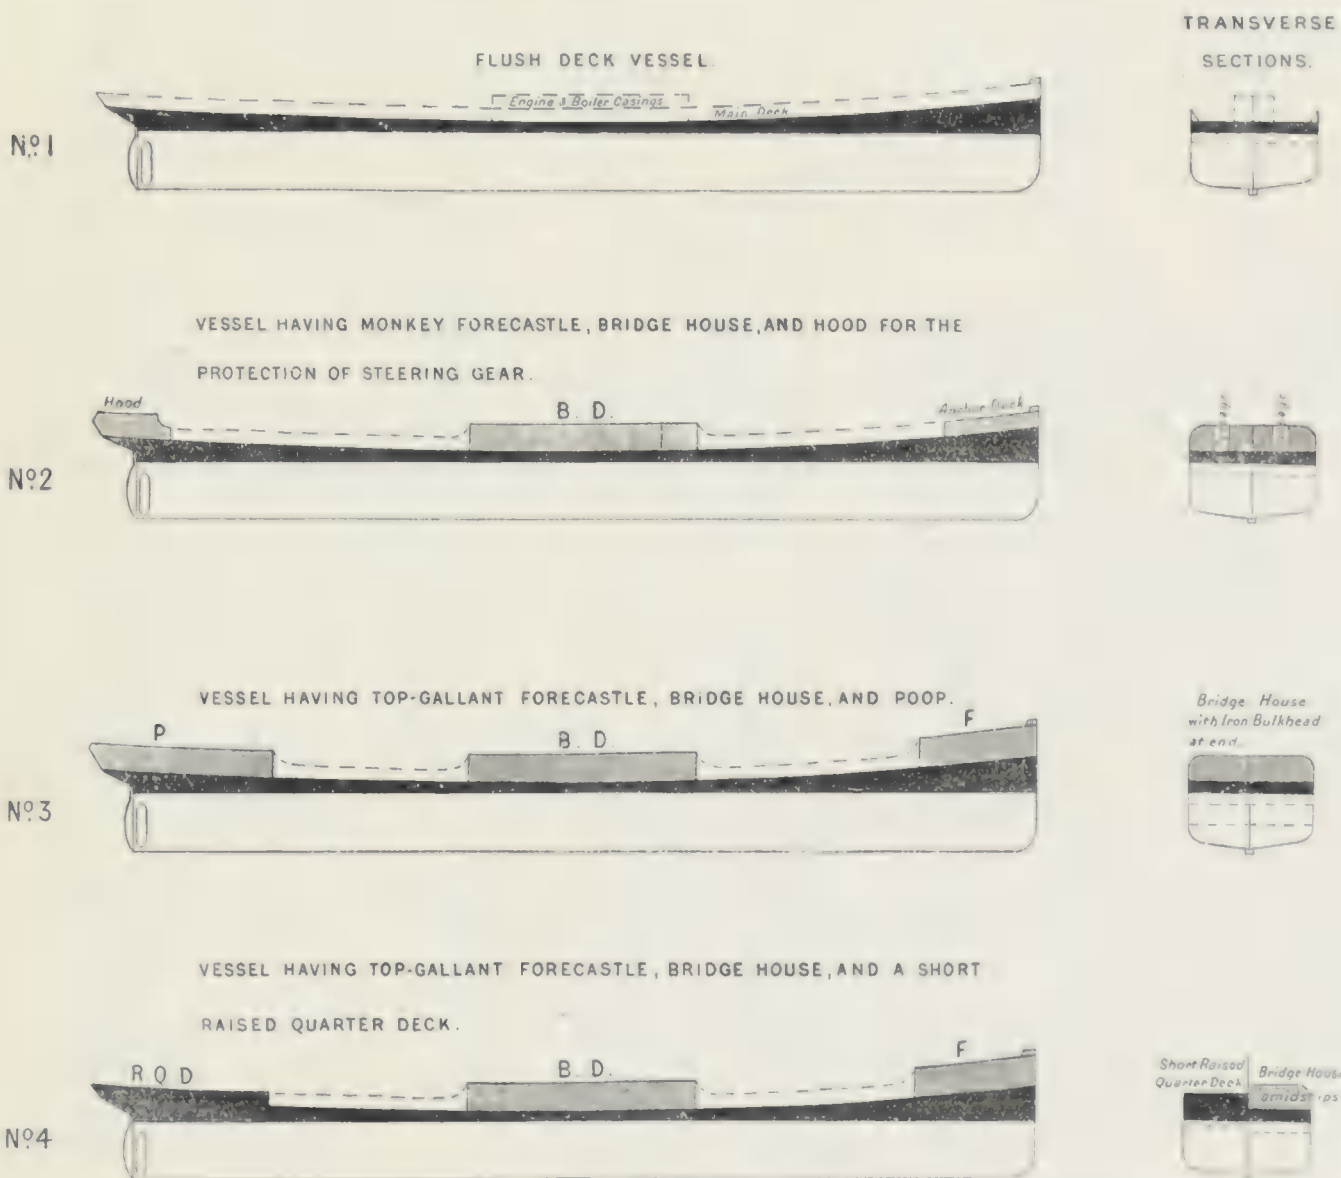 TRANSVERSE
SECTIONS.
FLUSH DECK VESSEL.
Engine & Boiler Casings
Main Deck
Nº1
VESSEL HAVING MONKEY FORECASTLE, BRIDGE HOUSE, AND HOOD FOR THE
PROTECTION OF STEERING GEAR.
Hood
B. D.
Anchor Deck
Nº2
VESSEL HAVING TOP-GALLANT FORECASTLE, BRIDGE HOUSE, AND POOP.
P
B. D.
F
Bridge House
with Iron Bulkhead
at end.
Nº3
VESSEL HAVING TOP-GALLANT FORECASTLE, BRIDGE HOUSE, AND A SHORT
RAISED QUARTER DECK.
R Q D
B. D.
F
Short Raised
Quarter Deck
Bridge House
amidships
Nº4